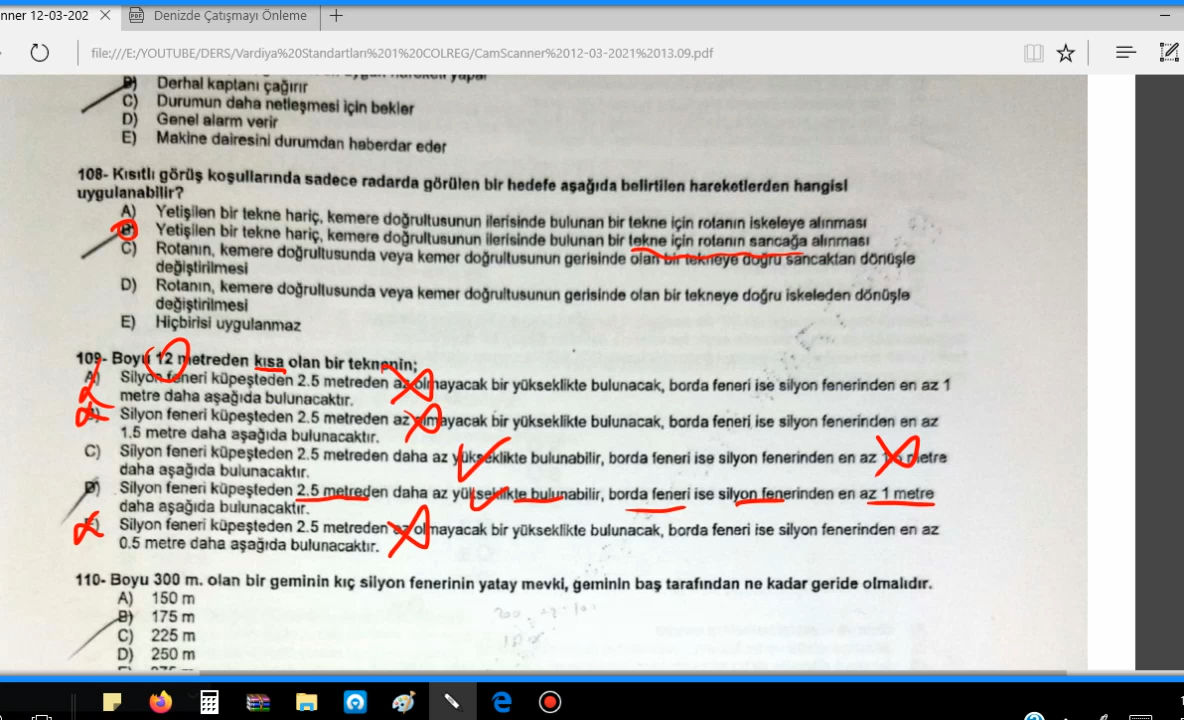 nner 12-03-202
Denizde Çatışmayı Önleme
file:///E:/YOUTUBE/DERS/Vardiya%20Standartları%201%20COLREG/CamScanner%2012-03-2021%2013.09.pdf
uygun hareketi yapar
B) Derhal kaptanı çağırır
C) Durumun daha netleşmesi için bekler
D) Genel alarm verir
E) Makine dairesini durumdan haberdar eder
108- Kısıtlı görüş koşullarında sadece radarda görülen bir hedefe aşağıda belirtilen hareketlerden hangisi
uygulanabilir?
A) Yetişilen bir tekne hariç, kemere doğrultusunun ilerisinde bulunan bir tekne için rotanın iskeleye alınması
B) Yetişilen bir tekne hariç, kemere doğrultusunun ilerisinde bulunan bir tekne için rotanın sancağa alınması
C) Rotanın, kemere doğrultusunda veya kemer doğrultusunun gerisinde olan bir tekneye doğru sancaktan dönüşle
değiştirilmesi
D) Rotanın, kemere doğrultusunda veya kemer doğrultusunun gerisinde olan bir tekneye doğru iskeleden dönüşle
değiştirilmesi
E) Hiçbirisi uygulanmaz
109- Boyu 12 metreden kısa olan bir teknenin;
A) Silyon feneri küpeşteden 2.5 metreden az olmayacak bir yükseklikte bulunacak, borda feneri ise silyon fenerinden en az 1
metre daha aşağıda bulunacaktır.
B) Silyon feneri küpeşteden 2.5 metreden az olmayacak bir yükseklikte bulunacak, borda feneri ise silyon fenerinden en az
1.5 metre daha aşağıda bulunacaktır.
C) Silyon feneri küpeşteden 2.5 metreden daha az yükseklikte bulunabilir, borda feneri ise silyon fenerinden en az metre
daha aşağıda bulunacaktır.
D) Silyon feneri küpeşteden 2.5 metreden daha az yükseklikte bulunabilir, borda feneri ise silyon fenerinden en az 1 metre
daha aşağıda bulunacaktır.
E) Silyon feneri küpeşteden 2.5 metreden az olmayacak bir yükseklikte bulunacak, borda feneri ise silyon fenerinden en az
0.5 metre daha aşağıda bulunacaktır.
110- Boyu 300 m. olan bir geminin kıç silyon fenerinin yatay mevki, geminin baş tarafından ne kadar geride olmalıdır.
A) 150 m
B) 175 m
C) 225 m
D) 250 m